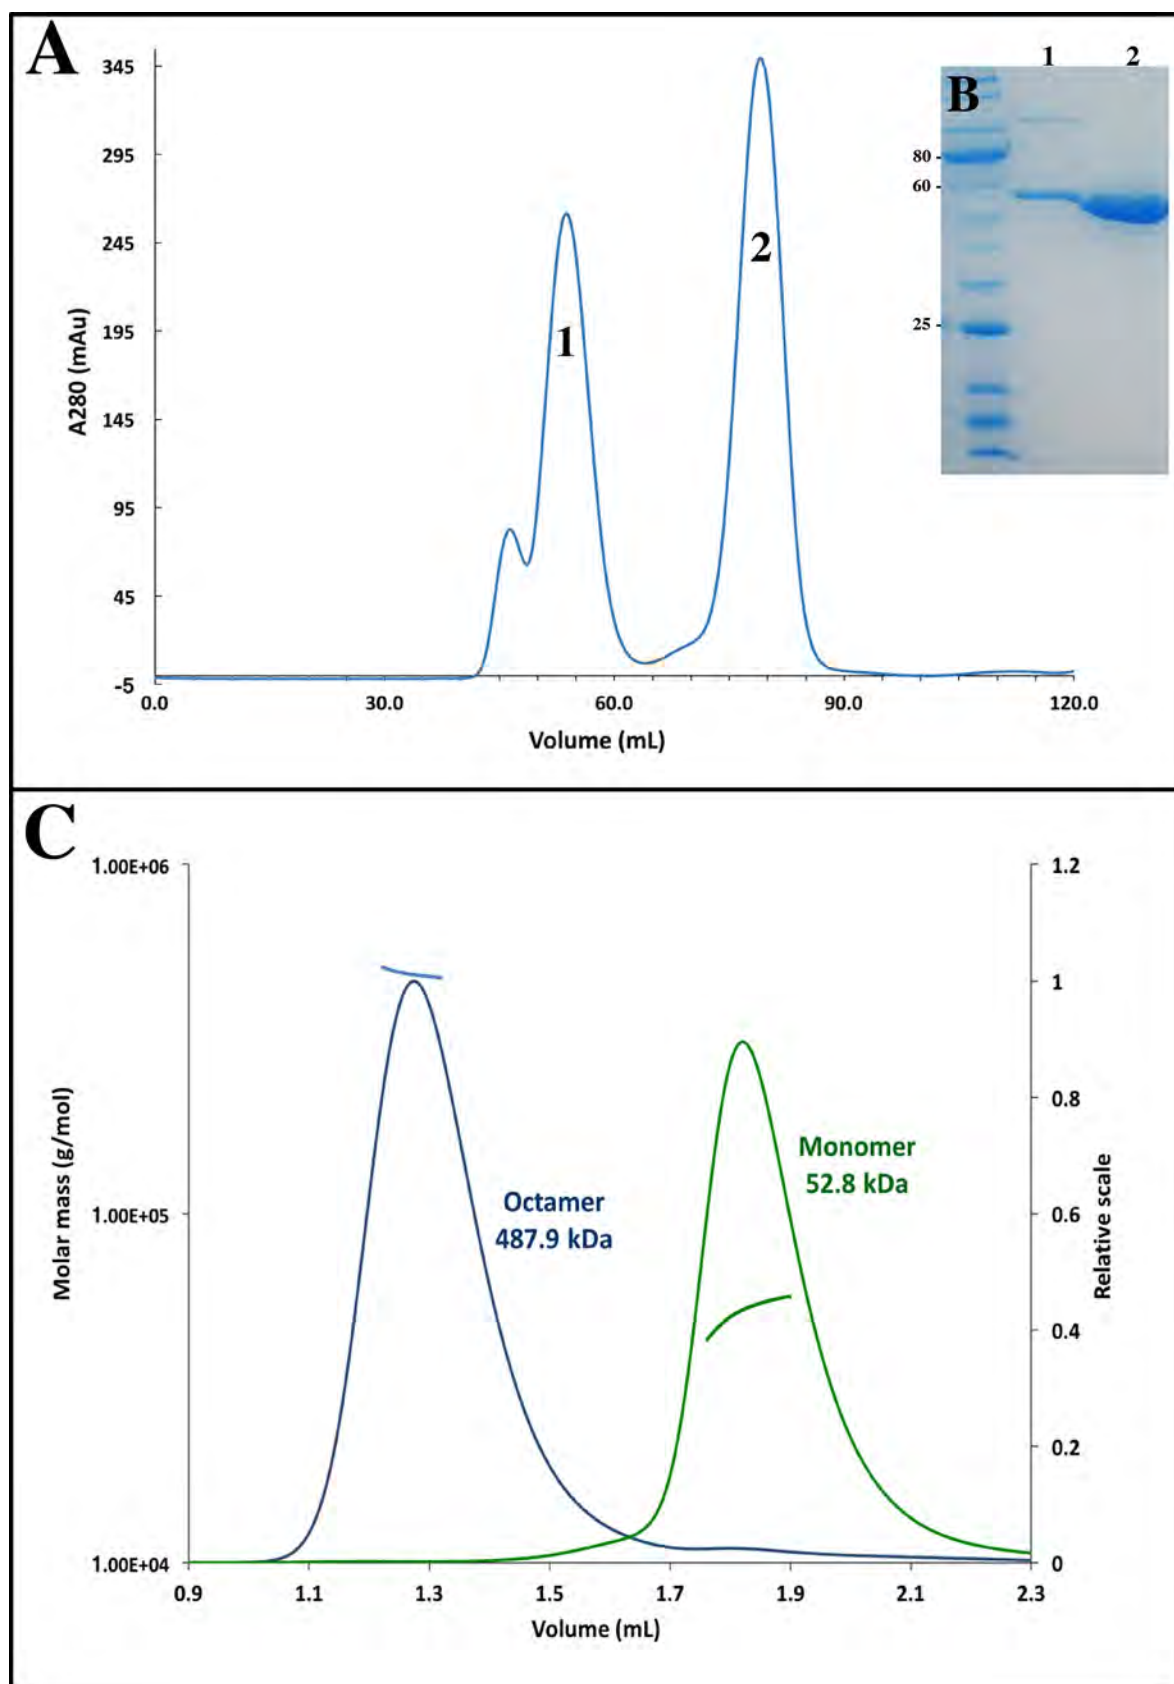 A
345
295
245
195
145
95
45
-5
A280 (mAu)
1
2
0.0
30.0
60.0
90.0
120.0
Volume (mL)
B
1
2
80 -
60 -
25 -
C
1.00E+06
1.00E+05
1.00E+04
Molar mass (g/mol)
Octamer
487.9 kDa
Monomer
52.8 kDa
1.2
1
0.8
0.6
0.4
0.2
0
Relative scale
0.9
1.1
1.3
1.5
1.7
1.9
2.1
2.3
Volume (mL)